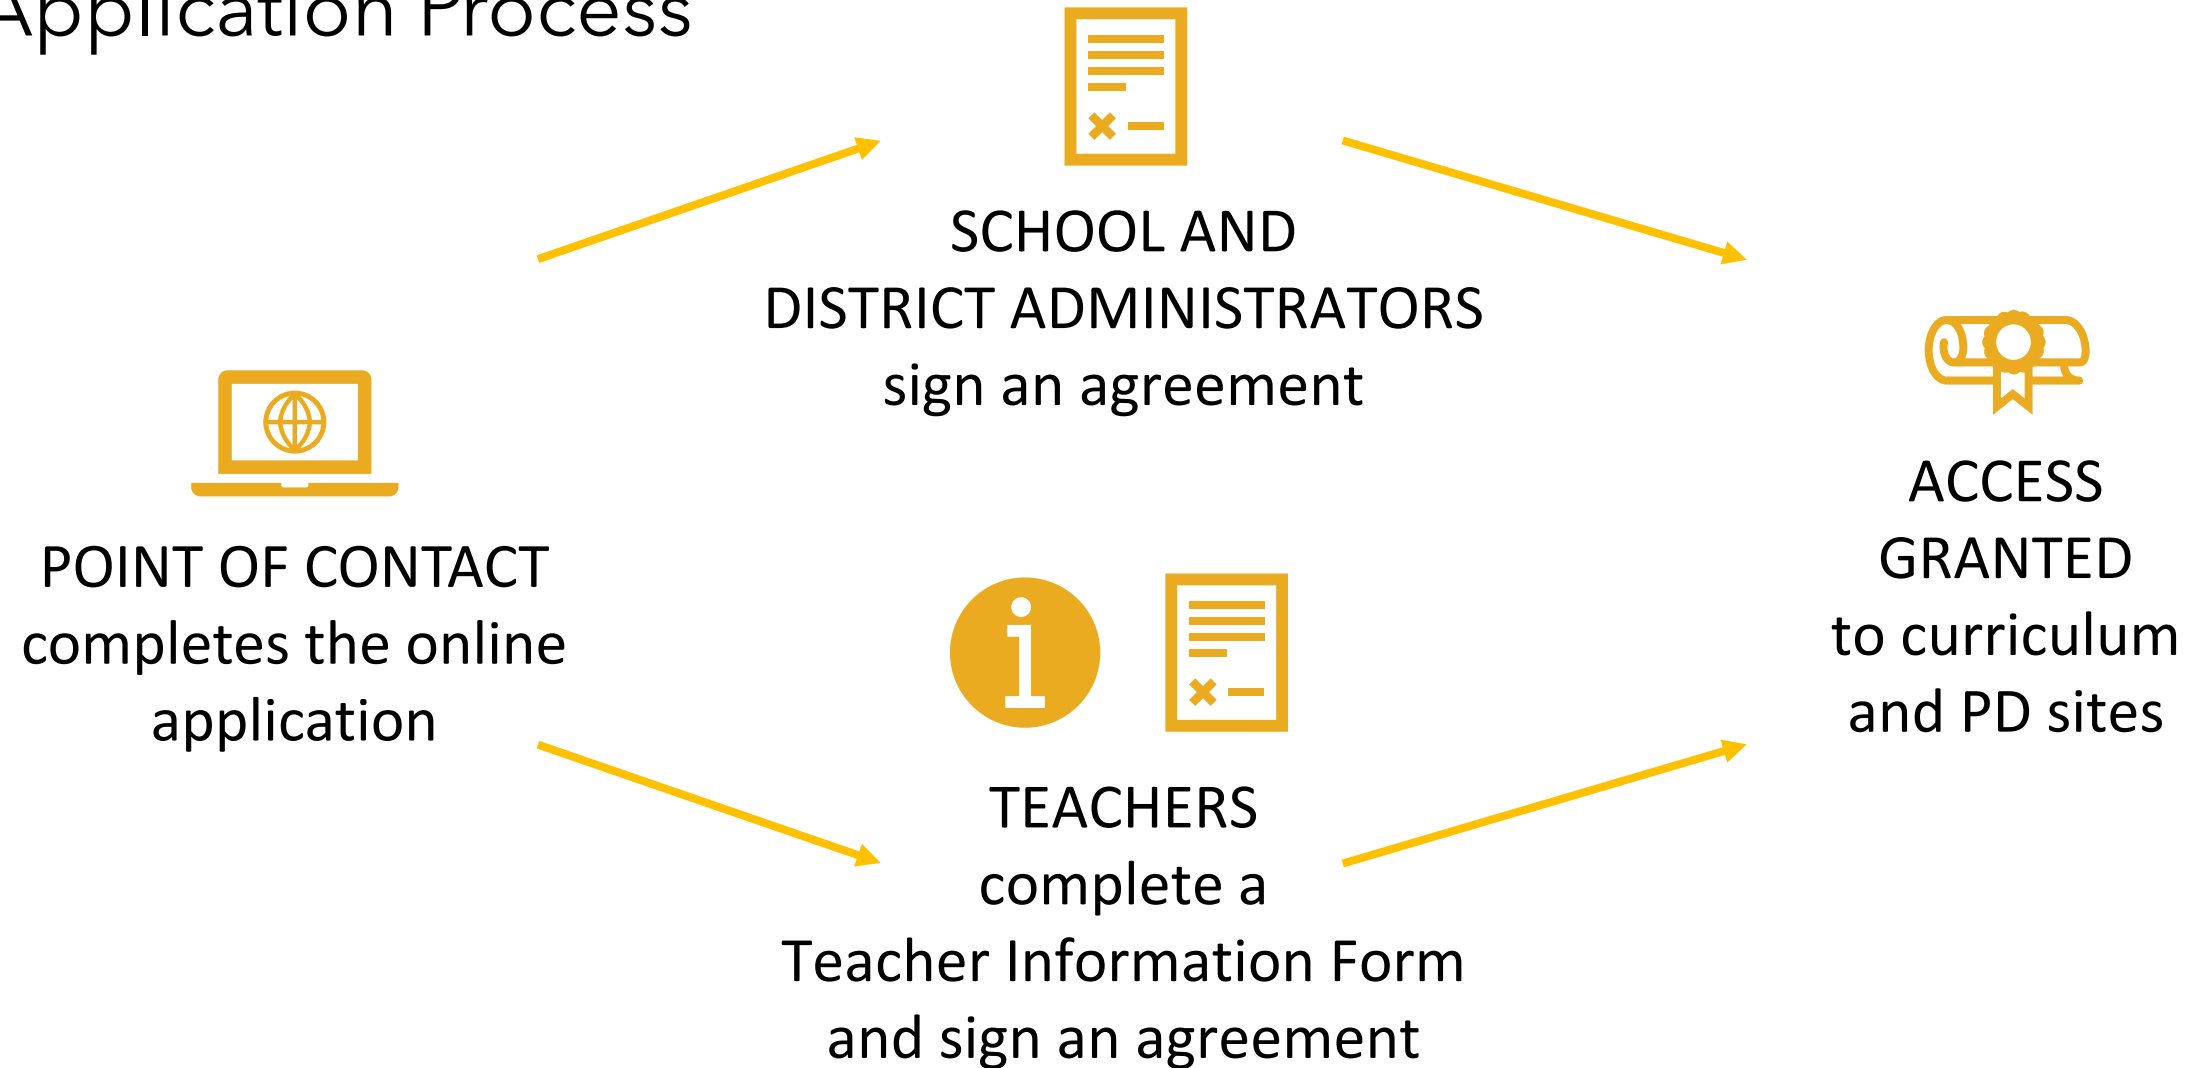 Application Process
POINT OF CONTACT
completes the online
application
SCHOOL AND
DISTRICT ADMINISTRATORS
sign an agreement
TEACHERS
complete a
Teacher Information Form
and sign an agreement
ACCESS
GRANTED
to curriculum
and PD sites